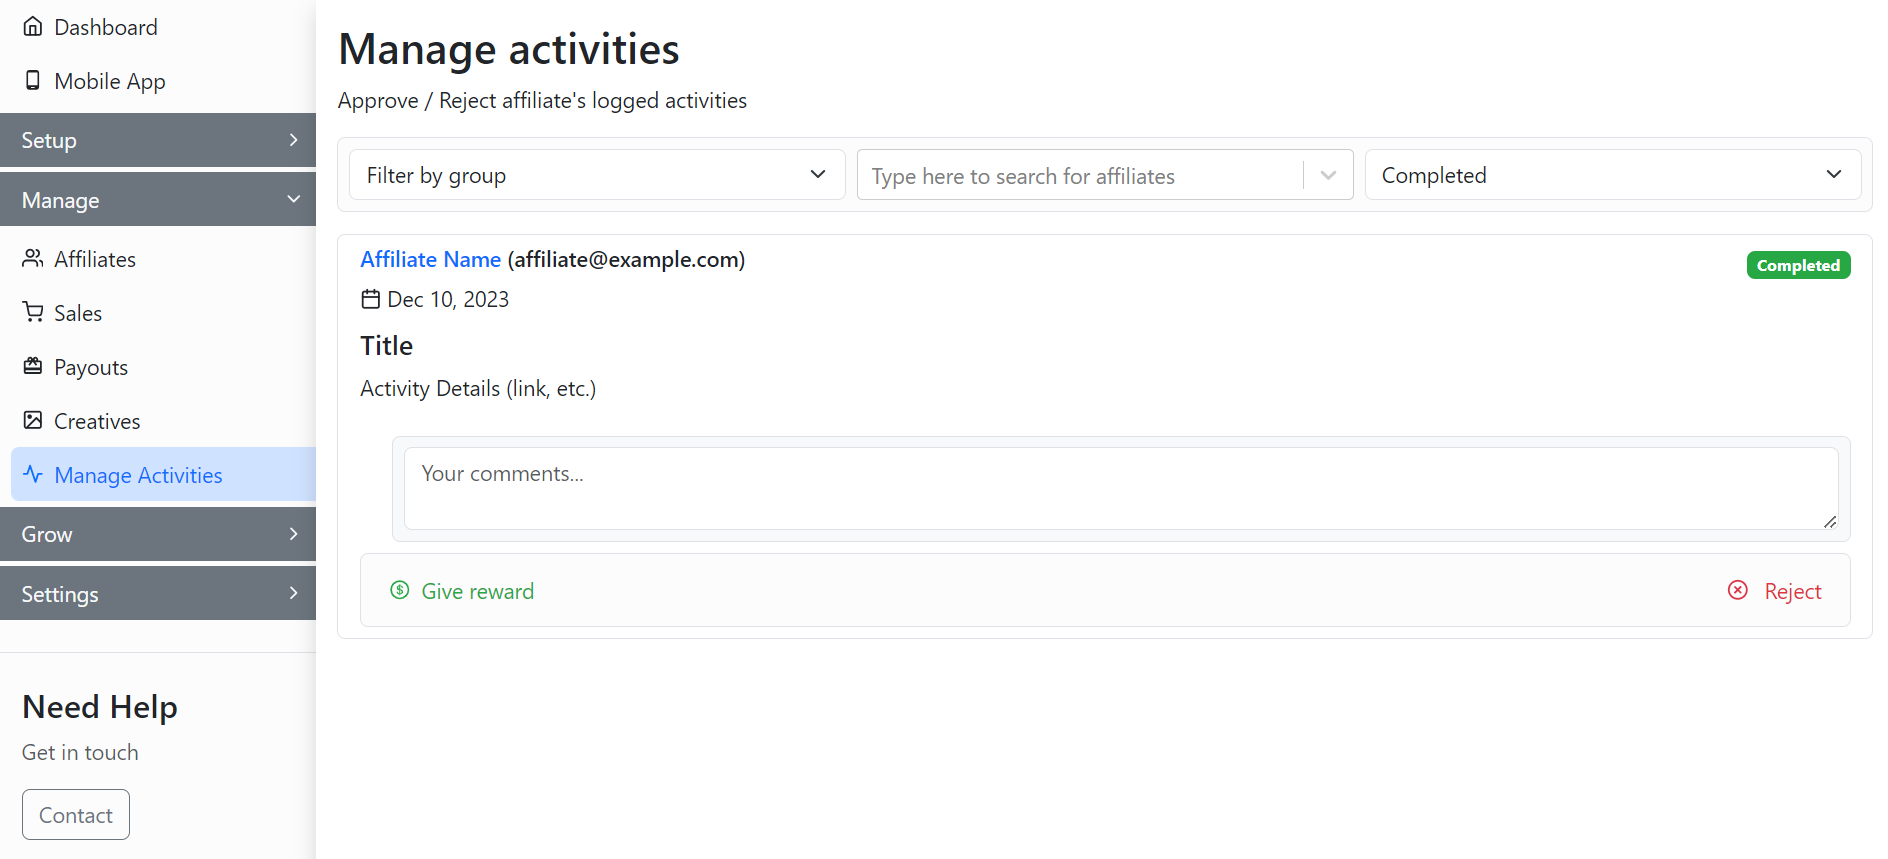 Dashboard
Mobile App
Setup
Manage
Affiliates
Sales
Payouts
Creatives
Manage Activities
Grow
Settings
Need Help
Get in touch
Contact
Manage activities
Approve / Reject affiliate's logged activities
Filter by group
Type here to search for affiliates
Completed
Affiliate Name (affiliate@example.com)
Completed
Dec 10, 2023
Title
Activity Details (link, etc.)
Your comments...
Give reward
Reject